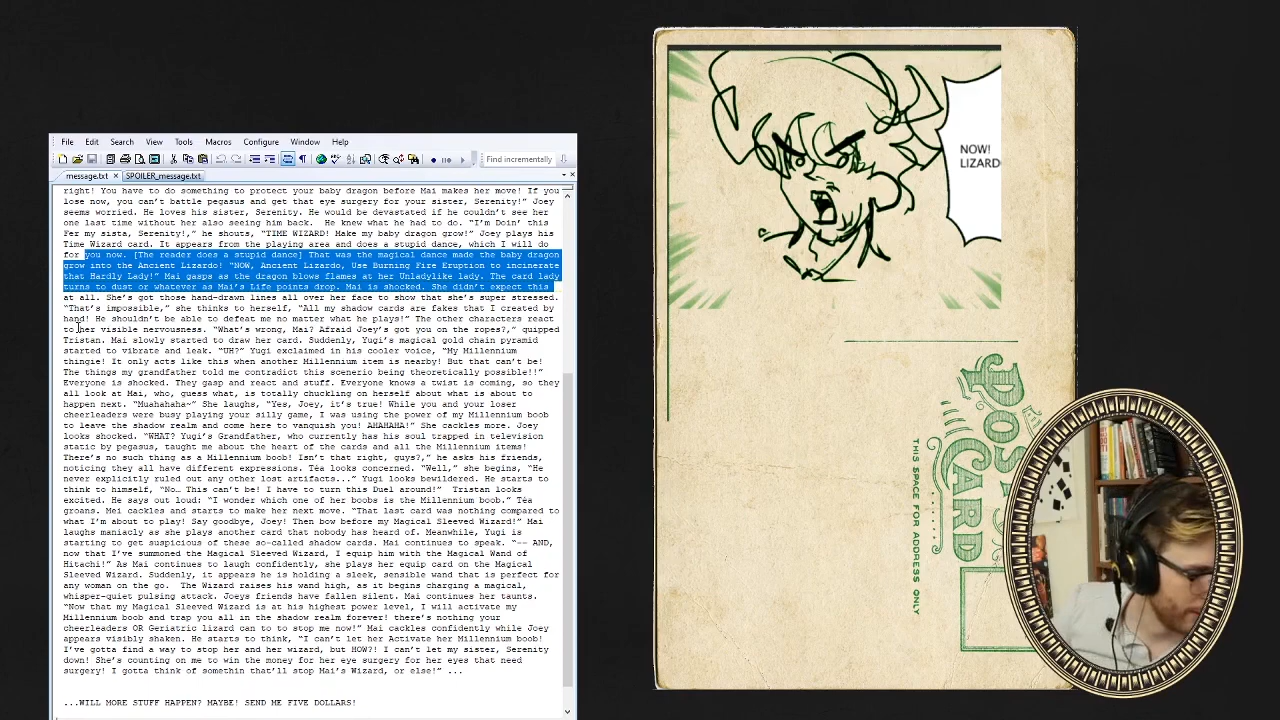 File Edit Search View Tools Macros Configure Window Help
Find incrementally
message.txt SPOILER_message.txt
right! You have to do something to protect your baby dragon before Mai makes her move! If you
lose now, you can't battle pegasus and get that eye surgery for your sister, Serenity!" Joey
seems worried. He loves his sister, Serenity. He would be devastated if he couldn't see her
one last time without her also seeing him back.  He knew what he had to do. "I'm Doin' this
Fer my sista, Serenity!," he shouts, "TIME WIZARD! Make my baby dragon grow!" Joey plays his
Time Wizard card. It appears from the playing area and does a stupid dance, which I will do
for you now. [The reader does a stupid dance] That was the magical dance made the baby dragon
grow into the Ancient Lizardo! "NOW, Ancient Lizardo, Use Burning Fire Eruption to incinerate
that Hardly Lady!" Mai gasps as the dragon blows flames at her Unladylike lady. The card lady
turns to dust or whatever as Mai's Life points drop. Mai is shocked. She didn't expect this
at all. She's got those hand-drawn lines all over her face to show that she's super stressed.
"That's impossible," she thinks to herself, "All my shadow cards are fakes that I created by
hand! He shouldn't be able to defeat me no matter what he plays!" The other characters react
to her visible nervousness. "What's wrong, Mai? Afraid Joey's got you on the ropes?," quipped
Tristan. Mai slowly started to draw her card. Suddenly, Yugi's magical gold chain pyramid
started to vibrate and leak. "UH?" Yugi exclaimed in his cooler voice, "My Millennium
thingie! It only acts like this when another Millennium item is nearby! But that can't be!
The things my grandfather told me contradict this scenerio being theoretically possible!!"
Everyone is shocked. They gasp and react and stuff. Everyone knows a twist is coming, so they
all look at Mai, who, guess what, is totally chuckling on herself about what is about to
happen next. "Muahahaha~" She laughs, "Yes, Joey, it's true! While you and your loser
cheerleaders were busy playing your silly game, I was using the power of my Millennium boob
to leave the shadow realm and come here to vanquish you! AHAHAHA!" She cackles more. Joey
looks shocked. "WHAT? Yugi's Grandfather, who currently has his soul trapped in television
static by pegasus, taught me about the heart of the cards and all the Millennium items!
There's no such thing as a Millennium boob! Isn't that right, guys?," he asks his friends,
noticing they all have different expressions. Téa looks concerned. "Well," she begins, "He
never explicitly ruled out any other lost artifacts..." Yugi looks bewildered. He starts to
think to himself, "No… This can't be! I have to turn this Duel around!"  Tristan looks
excited. He says out loud: "I wonder which one of her boobs is the Millennium boob." Téa
groans. Mei cackles and starts to make her next move. "That last card was nothing compared to
what I'm about to play! Say goodbye, Joey! Then bow before my Magical Sleeved Wizard!" Mai
laughs maniacly as she plays another card that nobody has heard of. Meanwhile, Yugi is
starting to get suspicious of these so-called shadow cards. Mai continues to speak. "-- AND,
now that I've summoned the Magical Sleeved Wizard, I equip him with the Magical Wand of
Hitachi!" As Mai continues to laugh confidently, she plays her equip card on the Magical
Sleeved Wizard. Suddenly, it appears he is holding a sleek, sensible wand that is perfect for
any woman on the go.  The Wizard raises his wand high, as it begins charging a magical,
whisper-quiet pulsing attack. Joeys friends have fallen silent. Mai continues her taunts.
"Now that my Magical Sleeved Wizard is at his highest power level, I will activate my
Millennium boob and trap you all in the shadow realm forever! there's nothing your
cheerleaders OR Geriatric lizard can to to stop me now!" Mai cackles confidently while Joey
appears visibly shaken. He starts to think, "I can't let her Activate her Millennium boob!
I've gotta find a way to stop her and her wizard, but HOW?! I can't let my sister, Serenity
down! She's counting on me to win the money for her eye surgery for her eyes that need
surgery! I gotta think of somethin that'll stop Mai's Wizard, or else!" ...
...WILL MORE STUFF HAPPEN? MAYBE! SEND ME FIVE DOLLARS!
NOW!
LIZARDO
POS
CARD
THIS SPACE FOR ADDRESS ONLY